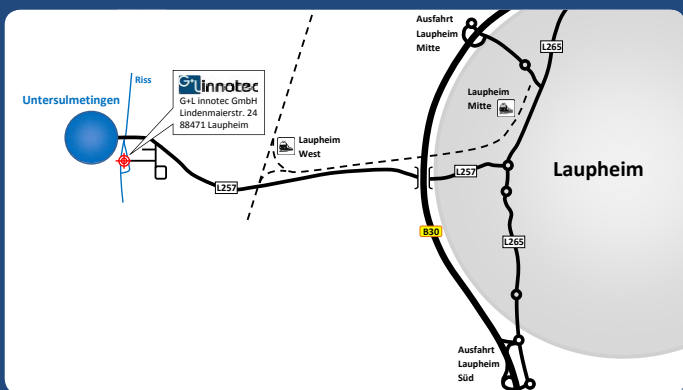 Ausfahrt
Laupheim
Mitte
L265
Riss
Untersulmetingen
G+L innotec
G+L innotec GmbH
Lindenmaierstr. 24
88471 Laupheim
Laupheim
Mitte
Laupheim
West
L257
L257
Laupheim
B30
L265
Ausfahrt
Laupheim
Süd